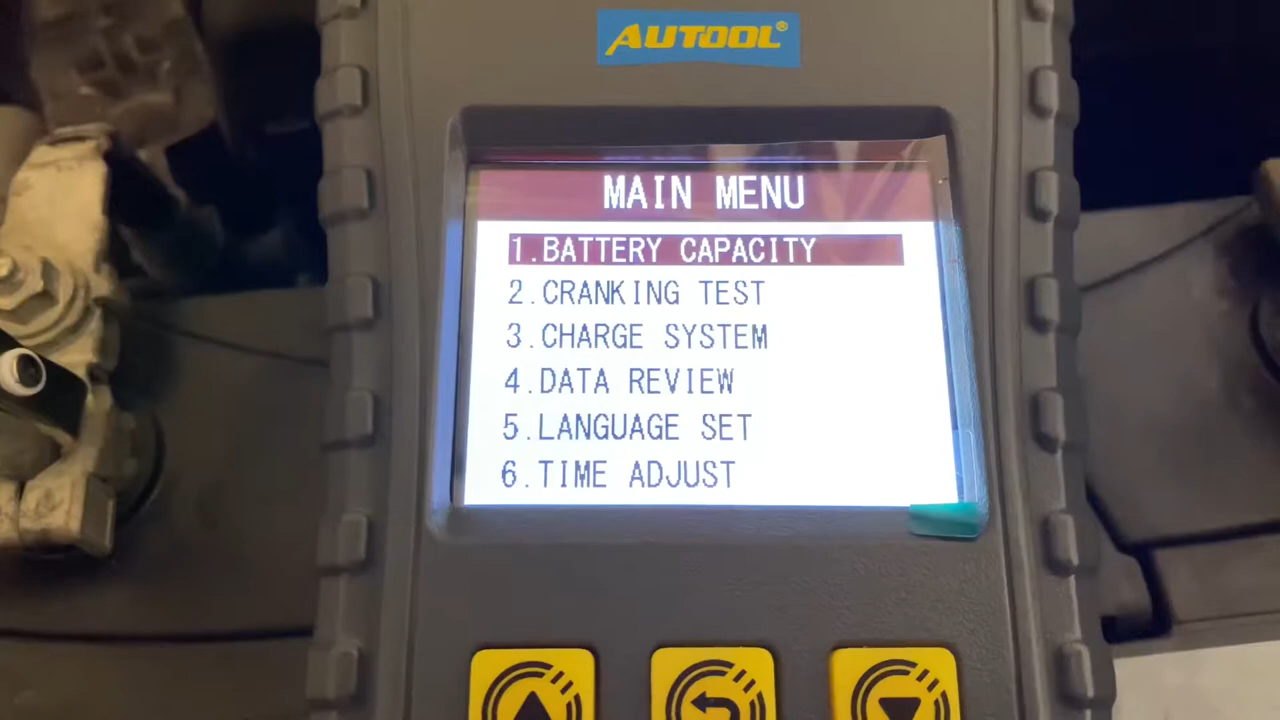 AUTOOL®
MAIN MENU
1.BATTERY CAPACITY
2.CRANKING TEST
3.CHARGE SYSTEM
4.DATA REVIEW
5.LANGUAGE SET
6.TIME ADJUST